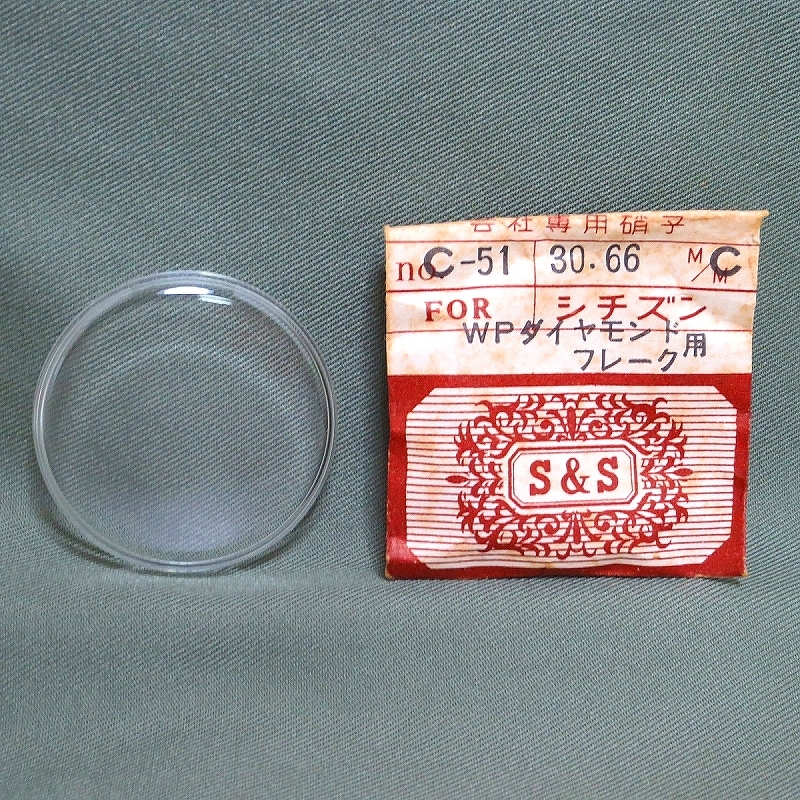 会社専用硝子
no. C-51 30.66 M/M C
FOR シチズン
WPダイヤモンド用
フレーク
S & S